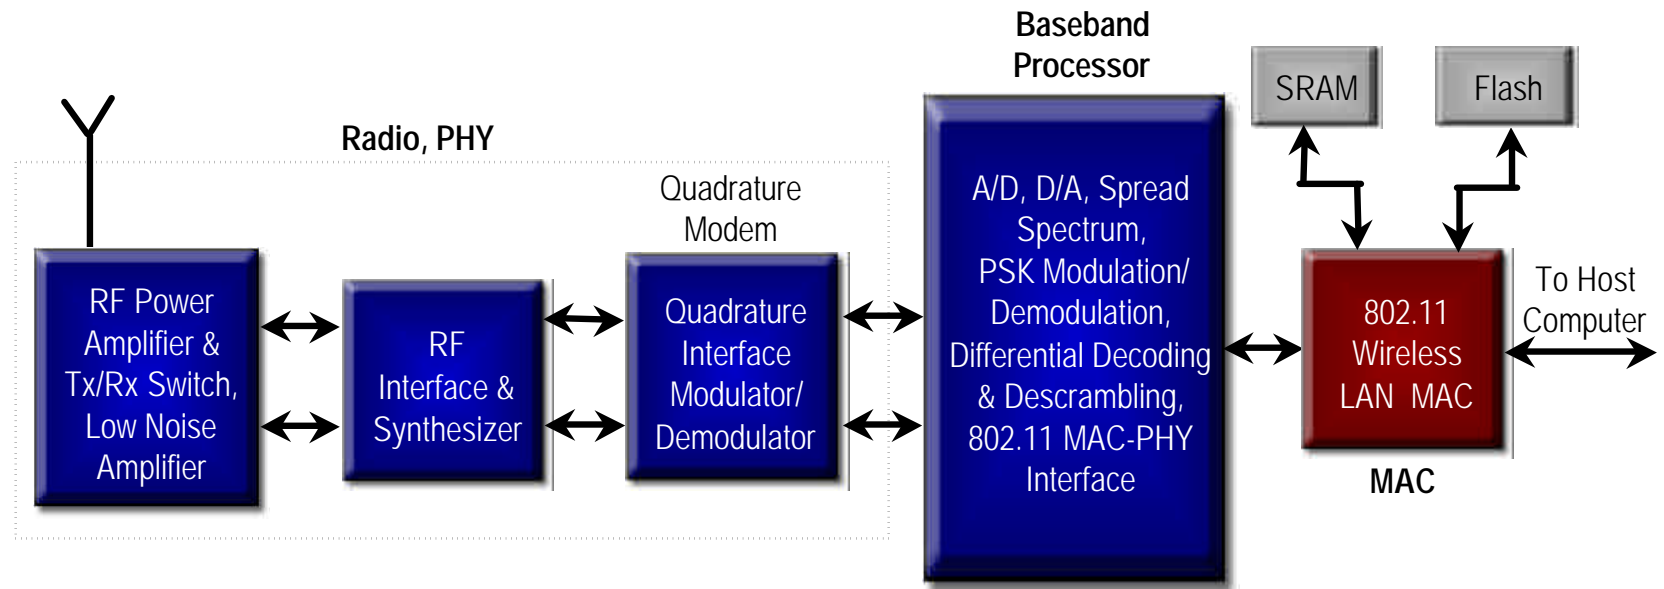 Baseband
Processor
SRAM
Flash
Radio, PHY
Quadrature
Modem
RF Power
Amplifier &
Tx/Rx Switch,
Low Noise
Amplifier
RF
Interface &
Synthesizer
Quadrature
Interface
Modulator/
Demodulator
A/D, D/A, Spread
Spectrum,
PSK Modulation/
Demodulation,
Differential Decoding
& Descrambling,
802.11 MAC-PHY
Interface
802.11
Wireless
LAN MAC
MAC
To Host
Computer